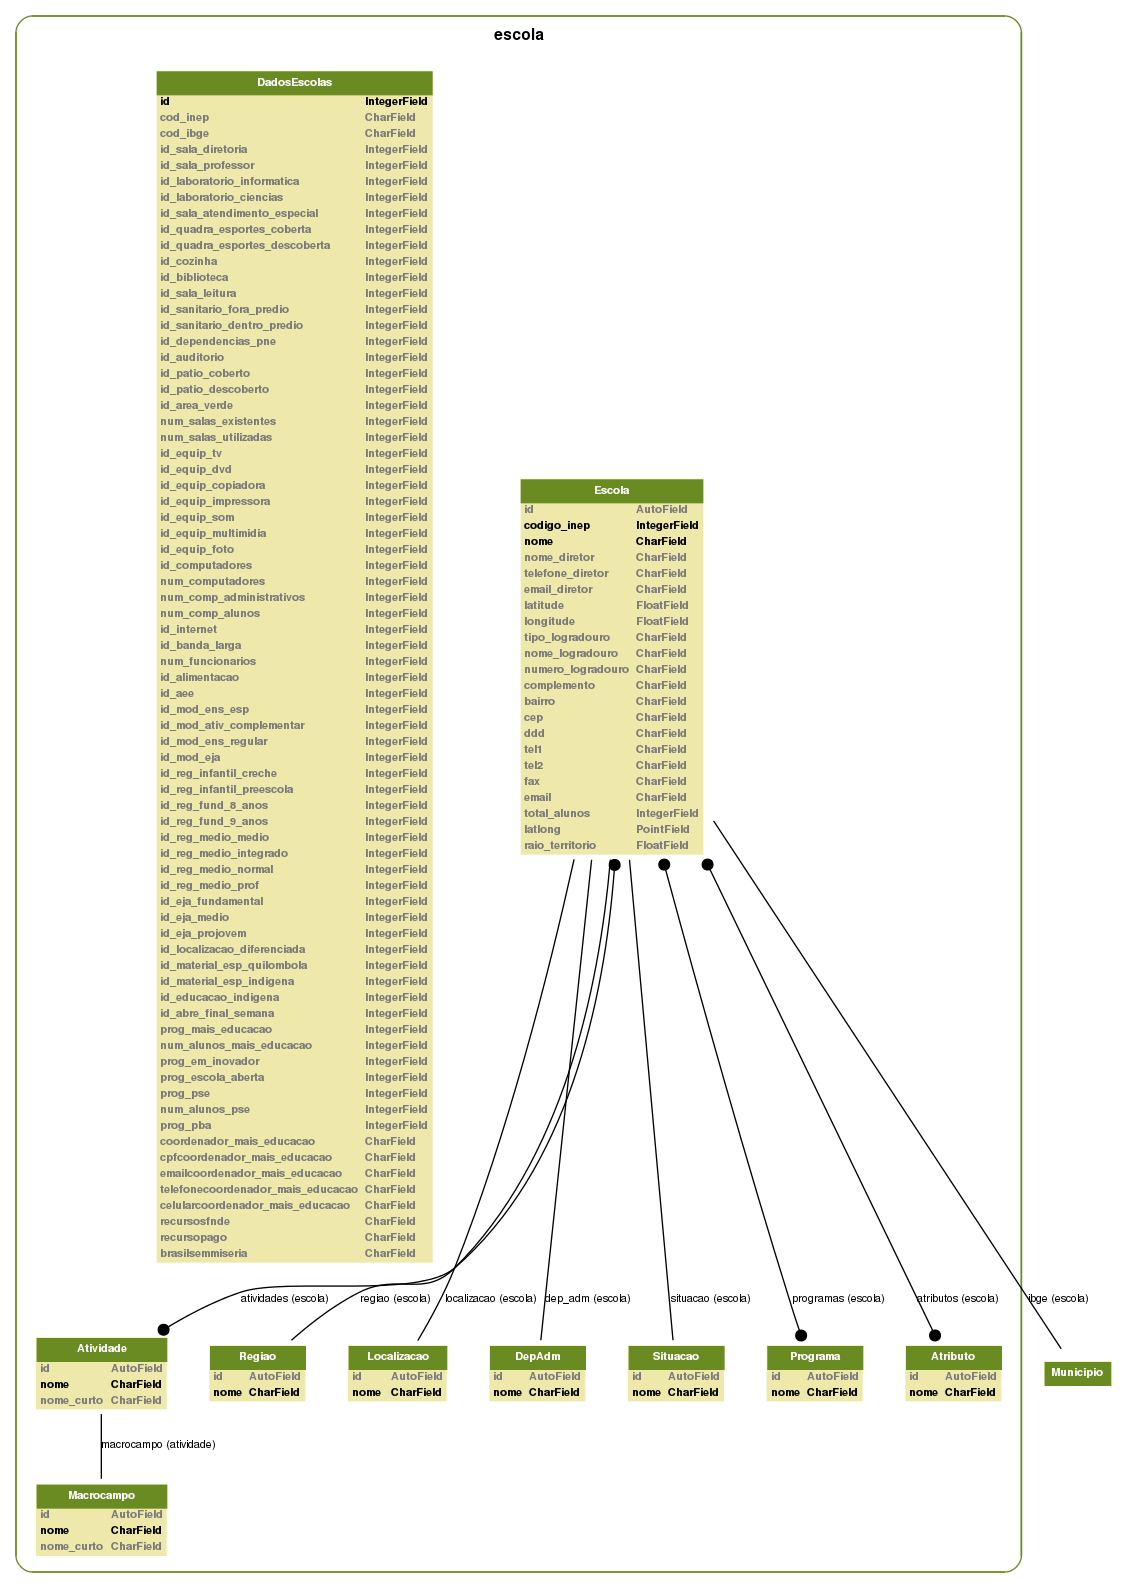 escola
DadosEscolas
id IntegerField
cod_inep CharField
cod_ibge CharField
id_sala_diretoria IntegerField
id_sala_professor IntegerField
id_laboratorio_informatica IntegerField
id_laboratorio_ciencias IntegerField
id_sala_atendimento_especial IntegerField
id_quadra_esportes_coberta IntegerField
id_quadra_esportes_descoberta IntegerField
id_cozinha IntegerField
id_biblioteca IntegerField
id_sala_leitura IntegerField
id_sanitario_fora_predio IntegerField
id_sanitario_dentro_predio IntegerField
id_dependencias_pne IntegerField
id_auditorio IntegerField
id_patio_coberto IntegerField
id_patio_descoberto IntegerField
id_area_verde IntegerField
num_salas_existentes IntegerField
num_salas_utilizadas IntegerField
id_equip_tv IntegerField
id_equip_dvd IntegerField
id_equip_copiadora IntegerField
id_equip_impressora IntegerField
id_equip_som IntegerField
id_equip_multimidia IntegerField
id_equip_foto IntegerField
id_computadores IntegerField
num_computadores IntegerField
num_comp_administrativos IntegerField
num_comp_alunos IntegerField
id_internet IntegerField
id_banda_larga IntegerField
num_funcionarios IntegerField
id_alimentacao IntegerField
id_aee IntegerField
id_mod_ens_esp IntegerField
id_mod_ativ_complementar IntegerField
id_mod_ens_regular IntegerField
id_mod_eja IntegerField
id_reg_infantil_creche IntegerField
id_reg_infantil_preescola IntegerField
id_reg_fund_8_anos IntegerField
id_reg_fund_9_anos IntegerField
id_reg_medio_medio IntegerField
id_reg_medio_integrado IntegerField
id_reg_medio_normal IntegerField
id_reg_medio_prof IntegerField
id_eja_fundamental IntegerField
id_eja_medio IntegerField
id_eja_projovem IntegerField
id_localizacao_diferenciada IntegerField
id_material_esp_quilombola IntegerField
id_material_esp_indigena IntegerField
id_educacao_indigena IntegerField
id_abre_final_semana IntegerField
prog_mais_educacao IntegerField
num_alunos_mais_educacao IntegerField
prog_em_inovador IntegerField
prog_escola_aberta IntegerField
prog_pse IntegerField
num_alunos_pse IntegerField
prog_pba IntegerField
coordenador_mais_educacao CharField
cpfcoordenador_mais_educacao CharField
emailcoordenador_mais_educacao CharField
telefonecoordenador_mais_educacao CharField
celularcoordenador_mais_educacao CharField
recursosfnde CharField
recursopago CharField
brasilsemmiseria CharField
Escola
id AutoField
codigo_inep IntegerField
nome CharField
nome_diretor CharField
telefone_diretor CharField
email_diretor CharField
latitude FloatField
longitude FloatField
tipo_logradouro CharField
nome_logradouro CharField
numero_logradouro CharField
complemento CharField
bairro CharField
cep CharField
ddd CharField
tel1 CharField
tel2 CharField
fax CharField
email CharField
total_alunos IntegerField
latlong PointField
raio_territorio FloatField
atividades (escola) regiao (escola) localizacao (escola) dep_adm (escola) situacao (escola) programas (escola) atributos (escola) ibge (escola)
Atividade
id AutoField
nome CharField
nome_curto CharField
Regiao
id AutoField
nome CharField
Localizacao
id AutoField
nome CharField
DepAdm
id AutoField
nome CharField
Situacao
id AutoField
nome CharField
Programa
id AutoField
nome CharField
Atributo
id AutoField
nome CharField
Municipio
macrocampo (atividade)
Macrocampo
id AutoField
nome CharField
nome_curto CharField